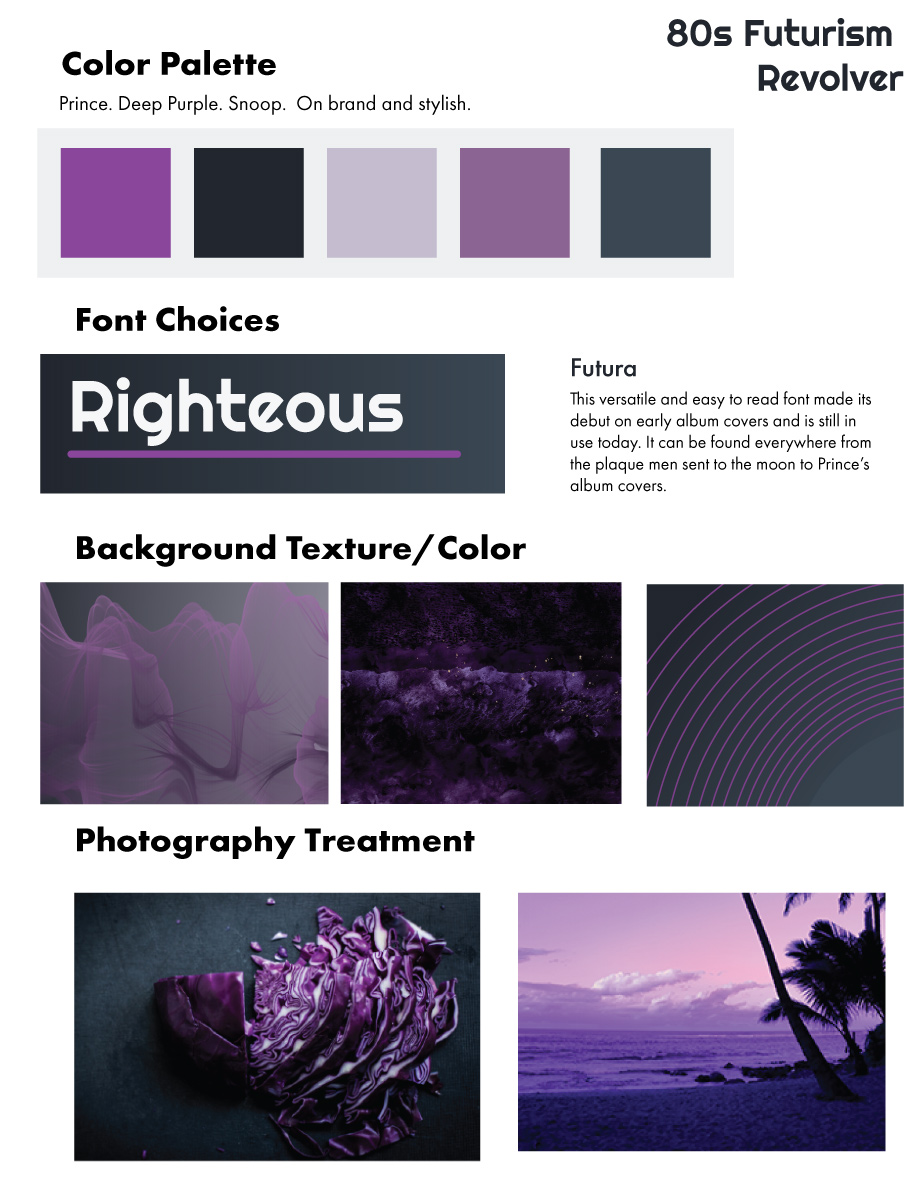 80s Futurism
Revolver
Color Palette
Prince. Deep Purple. Snoop.  On brand and stylish.
Font Choices
Righteous
Futura
This versatile and easy to read font made its
debut on early album covers and is still in
use today. It can be found everywhere from
the plaque men sent to the moon to Prince’s
album covers.
Background Texture/Color
Photography Treatment